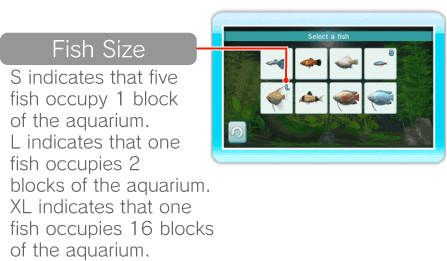 Select a fish
Fish Size
S indicates that five
fish occupy 1 block
of the aquarium.
L indicates that one
fish occupies 2
blocks of the aquarium.
XL indicates that one
fish occupies 16 blocks
of the aquarium.